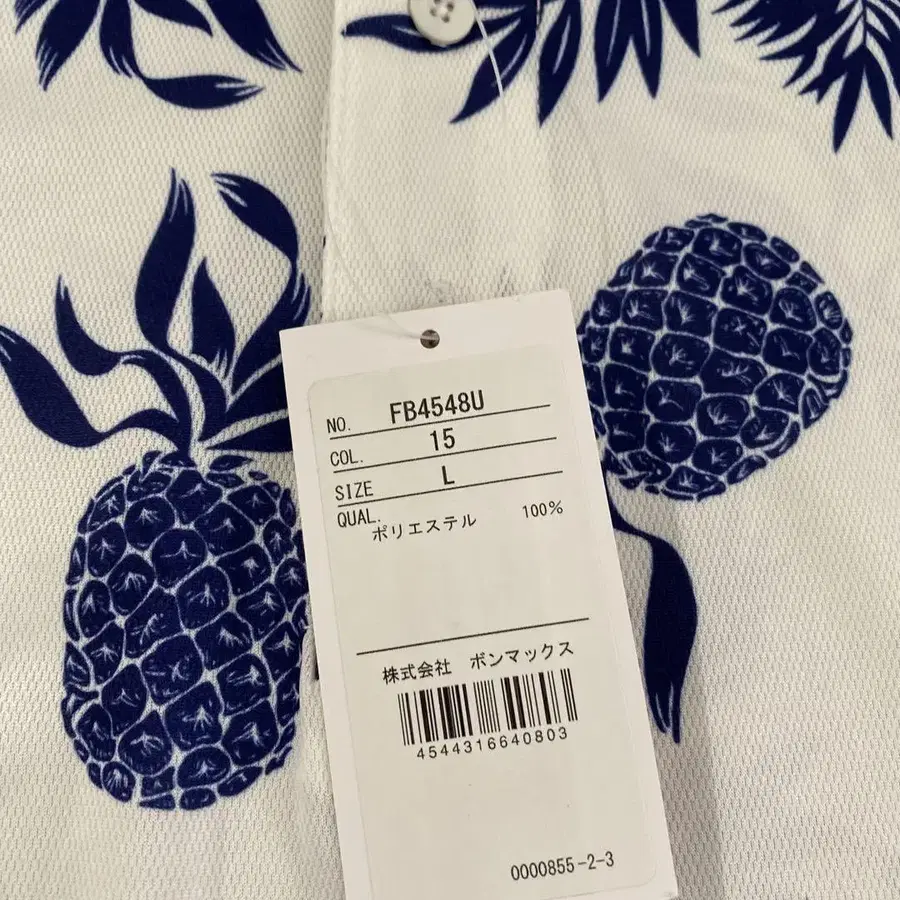 NO. FB4548U
COL. 15
SIZE L
QUAL.
ポリエステル 100%
株式会社 ボンマックス
4544316640803
0000855-2-3